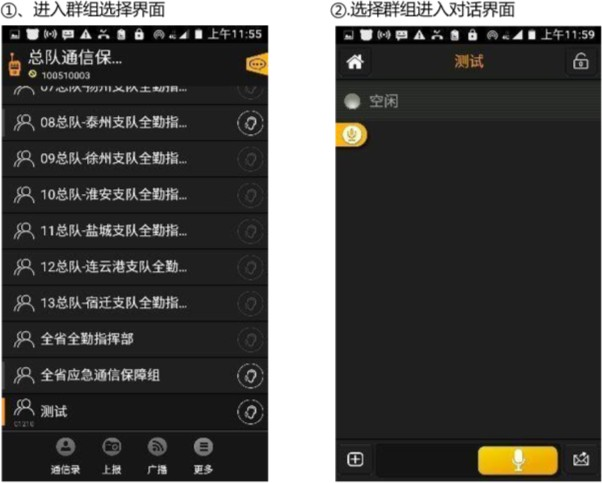 ①、进入群组选择界面
上午11:55
总队通信保...
100510003
07总队-扬州支队全勤指...
08总队-泰州支队全勤指...
09总队-徐州支队全勤指...
10总队-淮安支队全勤指...
11总队-盐城支队全勤指...
12总队-连云港支队全勤...
13总队-宿迁支队全勤指...
全省全勤指挥部
全省应急通信保障组
测试
通信录 上报 广播 更多
②.选择群组进入对话界面
上午11:59
测试
空闲